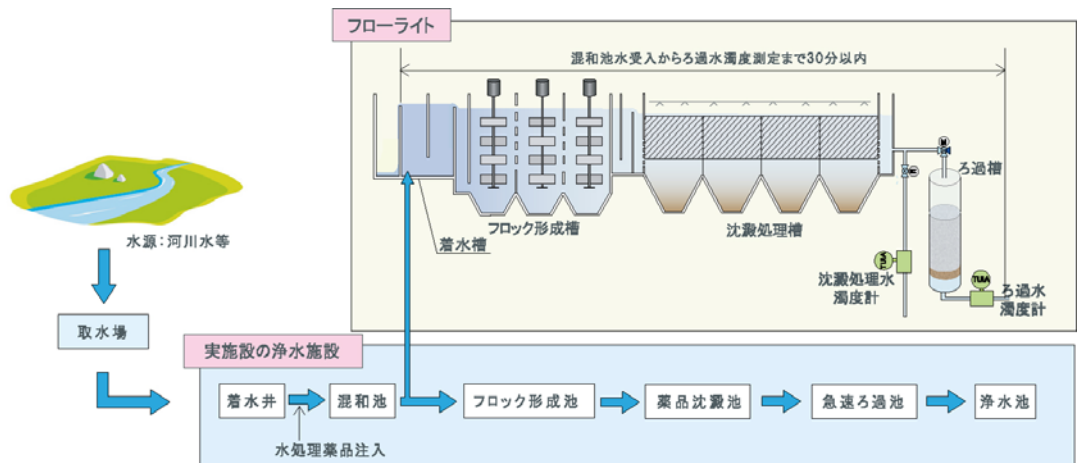 フローライト
混和池水受入からろ過水濁度測定まで30分以内
M
M
ろ過槽
水源：河川水等
着水槽
フロック形成槽
沈澱処理槽
TUIA
沈澱処理水
濁度計
TUIA
ろ過水
濁度計
取水場
実施設の浄水施設
着水井
混和池
フロック形成池
薬品沈澱池
急速ろ過池
浄水池
水処理薬品注入